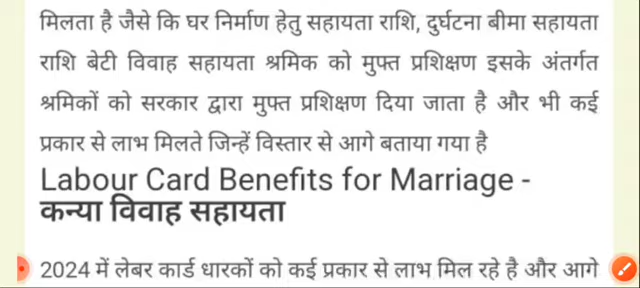 मिलता है जैसे कि घर निर्माण हेतु सहायता राशि, दुर्घटना बीमा सहायता
राशि बेटी विवाह सहायता श्रमिक को मुफ्त प्रशिक्षण इसके अंतर्गत
श्रमिकों को सरकार द्वारा मुफ्त प्रशिक्षण दिया जाता है और भी कई
प्रकार से लाभ मिलते जिन्हें विस्तार से आगे बताया गया है
Labour Card Benefits for Marriage -
कन्या विवाह सहायता
2024 में लेबर कार्ड धारकों को कई प्रकार से लाभ मिल रहे है और आगे